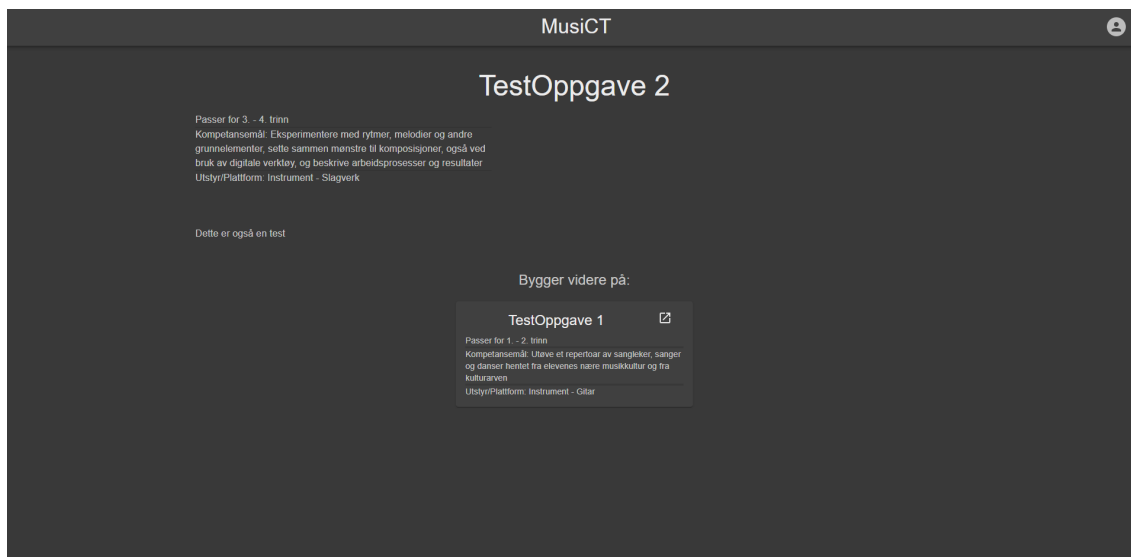 MusiCT
TestOppgave 2
Passer for 3. - 4. trinn
Kompetansemål: Eksperimentere med rytmer, melodier og andre
grunnelementer, sette sammen mønstre til komposisjoner, også ved
bruk av digitale verktøy, og beskrive arbeidsprosesser og resultater
Utstyr/Plattform: Instrument - Slagverk
Dette er også en test
Bygger videre på:
TestOppgave 1
Passer for 1. - 2. trinn
Kompetansemål: Utøve et repertoar av sangleker, sanger
og danser hentet fra elevenes nære musikkultur og fra
kulturarven
Utstyr/Plattform: Instrument - Gitar